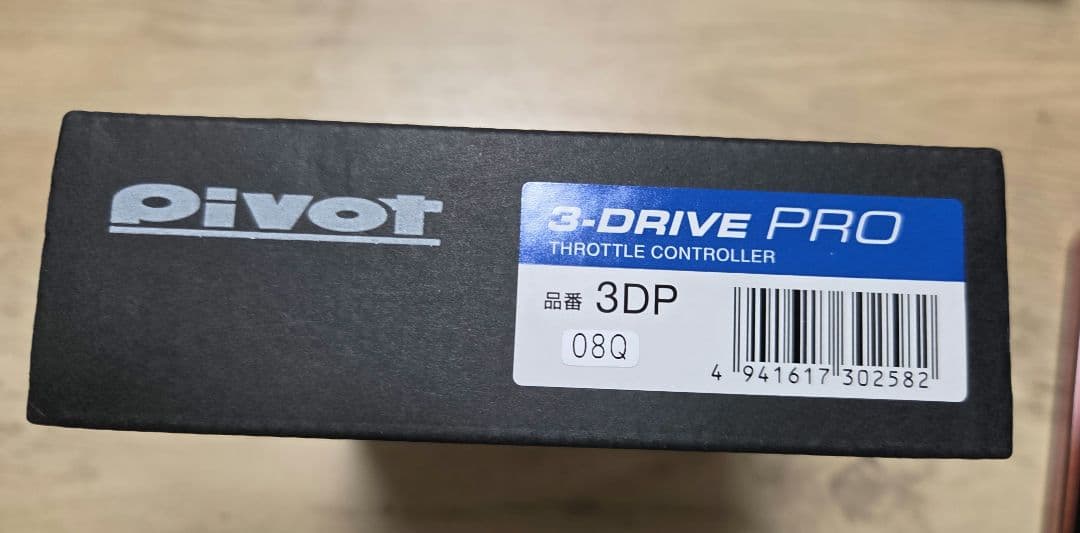 Pivot
3-DRIVE PRO
THROTTLE CONTROLLER
品番 3DP
08Q
4 941617 302582